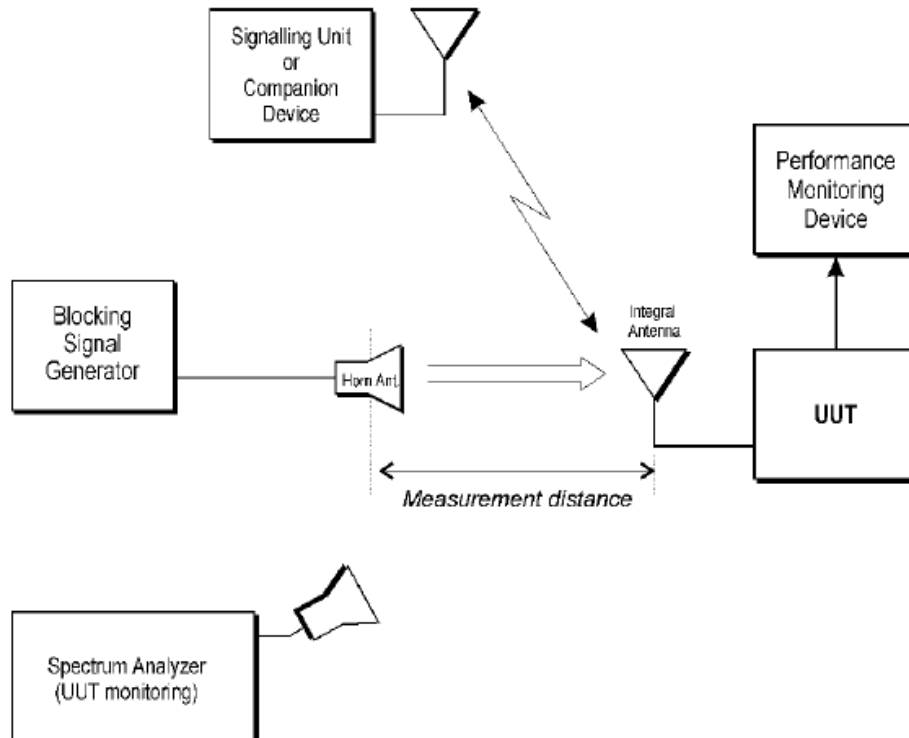 Signalling Unit
or
Companion
Device
Performance
Monitoring
Device
Blocking
Signal
Generator
Horn Ant.
Integral
Antenna
UUT
Measurement distance
Spectrum Analyzer
(UUT monitoring)